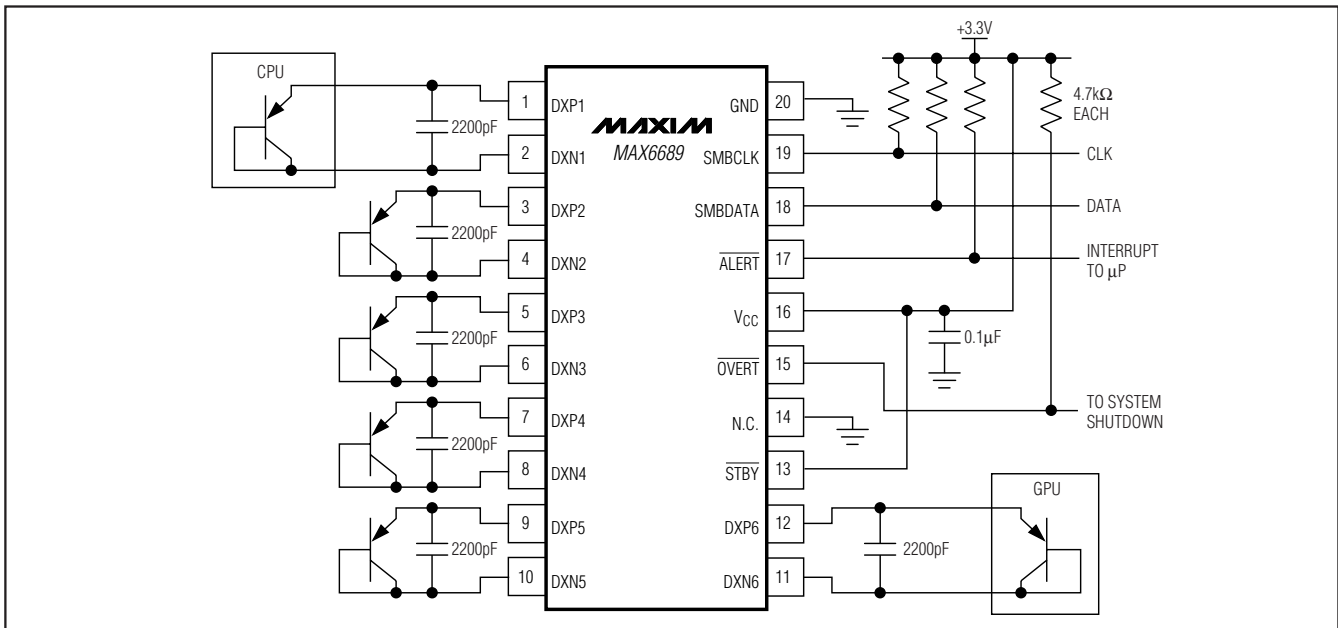 +3.3V
CPU
4.7kΩ
EACH
1
DXP1
GND
20
2200pF
MAXIM
MAX6689
2
DXN1
SMBCLK
19
CLK
3
DXP2
SMBDATA
18
DATA
2200pF
4
DXN2
ALERT
17
INTERRUPT
TO µP
5
DXP3
VCC
16
2200pF
0.1µF
6
DXN3
OVERT
15
7
DXP4
N.C.
14
TO SYSTEM
SHUTDOWN
2200pF
8
DXN4
STBY
13
GPU
9
DXP5
DXP6
12
2200pF
2200pF
10
DXN5
DXN6
11